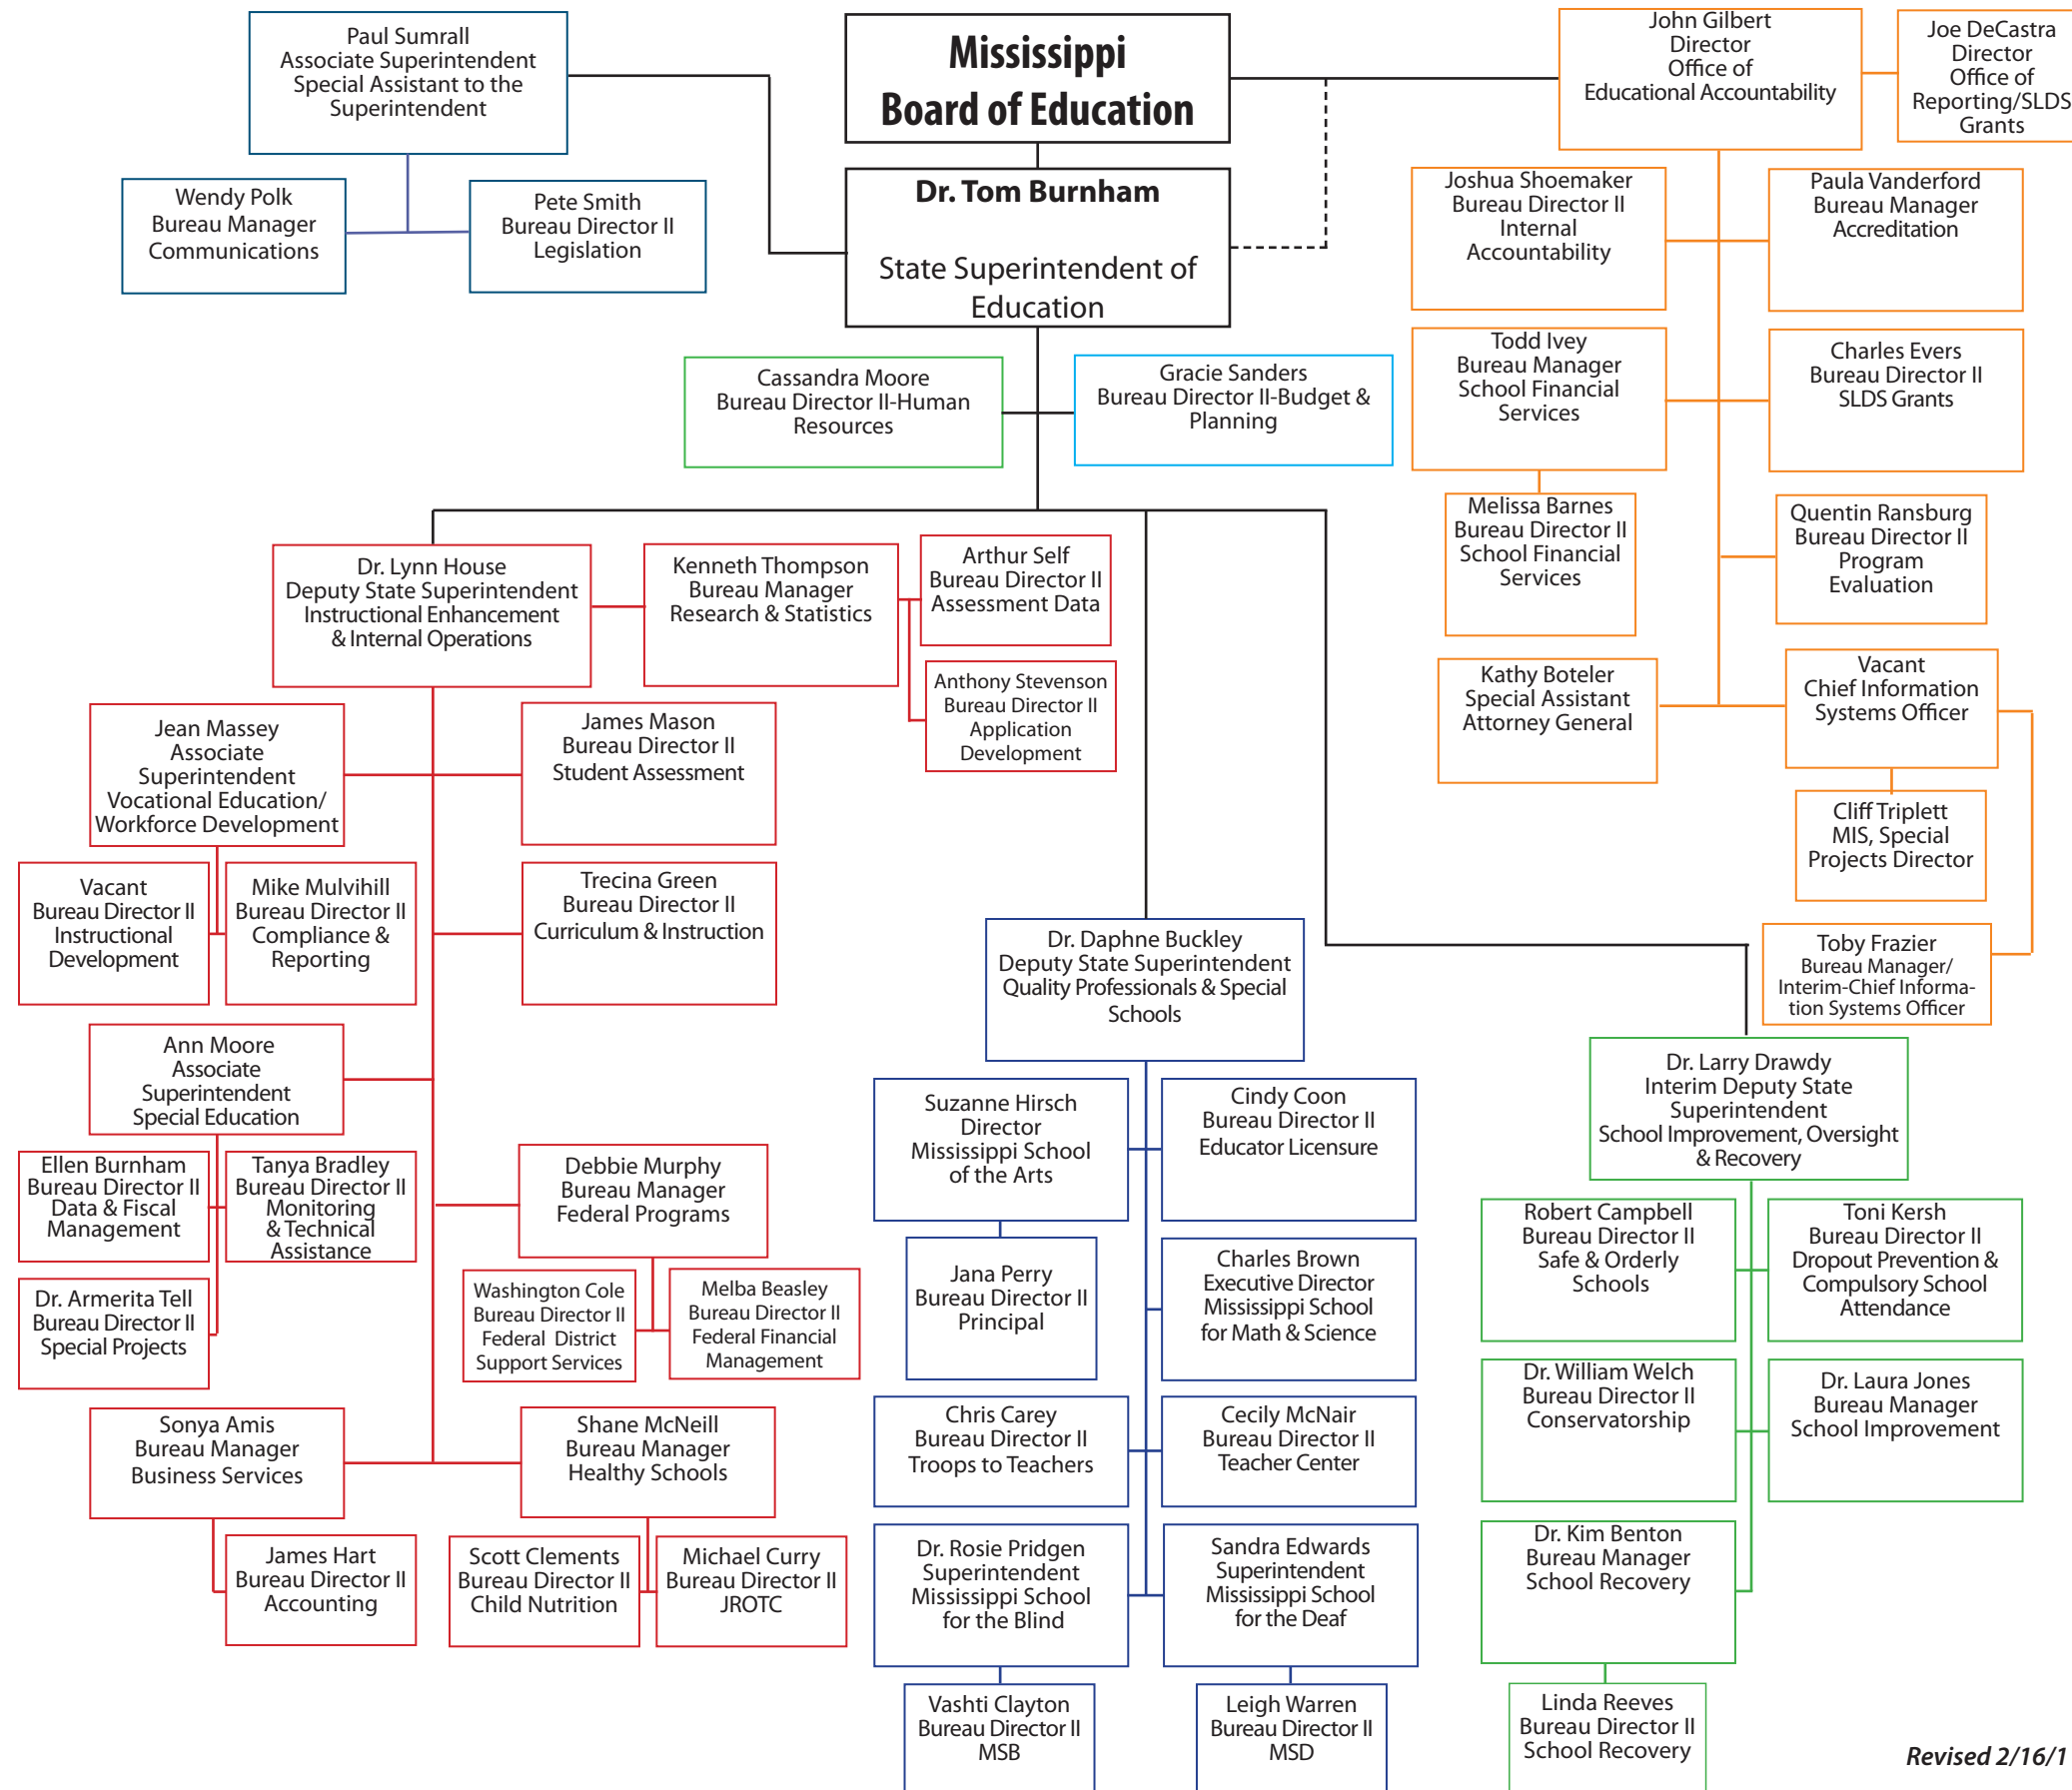 Paul Sumrall
Associate Superintendent
Special Assistant to the
Superintendent
Mississippi
Board of Education
John Gilbert
Director
Office of
Educational Accountability
Joe DeCastra
Director
Office of
Reporting/SLDS
Grants
Wendy Polk
Bureau Manager
Communications
Pete Smith
Bureau Director II
Legislation
Dr. Tom Burnham
State Superintendent of
Education
Joshua Shoemaker
Bureau Director II
Internal
Accountability
Paula Vanderford
Bureau Manager
Accreditation
Cassandra Moore
Bureau Director II-Human
Resources
Gracie Sanders
Bureau Director II-Budget &
Planning
Todd Ivey
Bureau Manager
School Financial
Services
Charles Evers
Bureau Director II
SLDS Grants
Melissa Barnes
Bureau Director II
School Financial
Services
Quentin Ransburg
Bureau Director II
Program
Evaluation
Dr. Lynn House
Deputy State Superintendent
Instructional Enhancement
& Internal Operations
Kenneth Thompson
Bureau Manager
Research & Statistics
Arthur Self
Bureau Director II
Assessment Data
Anthony Stevenson
Bureau Director II
Application
Development
Kathy Boteler
Special Assistant
Attorney General
Vacant
Chief Information
Systems Officer
Cliff Triplett
MIS, Special
Projects Director
Toby Frazier
Bureau Manager/
Interim-Chief Informa-
tion Systems Officer
Jean Massey
Associate
Superintendent
Vocational Education/
Workforce Development
James Mason
Bureau Director II
Student Assessment
Vacant
Bureau Director II
Instructional
Development
Mike Mulvihill
Bureau Director II
Compliance &
Reporting
Trecina Green
Bureau Director II
Curriculum & Instruction
Ann Moore
Associate
Superintendent
Special Education
Ellen Burnham
Bureau Director II
Data & Fiscal
Management
Tanya Bradley
Bureau Director II
Monitoring
& Technical
Assistance
Dr. Armerita Tell
Bureau Director II
Special Projects
Debbie Murphy
Bureau Manager
Federal Programs
Washington Cole
Bureau Director II
Federal District
Support Services
Melba Beasley
Bureau Director II
Federal Financial
Management
Sonya Amis
Bureau Manager
Business Services
Shane McNeill
Bureau Manager
Healthy Schools
James Hart
Bureau Director II
Accounting
Scott Clements
Bureau Director II
Child Nutrition
Michael Curry
Bureau Director II
JROTC
Dr. Daphne Buckley
Deputy State Superintendent
Quality Professionals & Special
Schools
Suzanne Hirsch
Director
Mississippi School
of the Arts
Cindy Coon
Bureau Director II
Educator Licensure
Jana Perry
Bureau Director II
Principal
Charles Brown
Executive Director
Mississippi School
for Math & Science
Chris Carey
Bureau Director II
Troops to Teachers
Cecily McNair
Bureau Director II
Teacher Center
Dr. Rosie Pridgen
Superintendent
Mississippi School
for the Blind
Sandra Edwards
Superintendent
Mississippi School
for the Deaf
Vashti Clayton
Bureau Director II
MSB
Leigh Warren
Bureau Director II
MSD
Dr. Larry Drawdy
Interim Deputy State
Superintendent
School Improvement, Oversight
& Recovery
Robert Campbell
Bureau Director II
Safe & Orderly
Schools
Toni Kersh
Bureau Director II
Dropout Prevention &
Compulsory School
Attendance
Dr. William Welch
Bureau Director II
Conservatorship
Dr. Laura Jones
Bureau Manager
School Improvement
Dr. Kim Benton
Bureau Manager
School Recovery
Linda Reeves
Bureau Director II
School Recovery
Revised 2/16/1